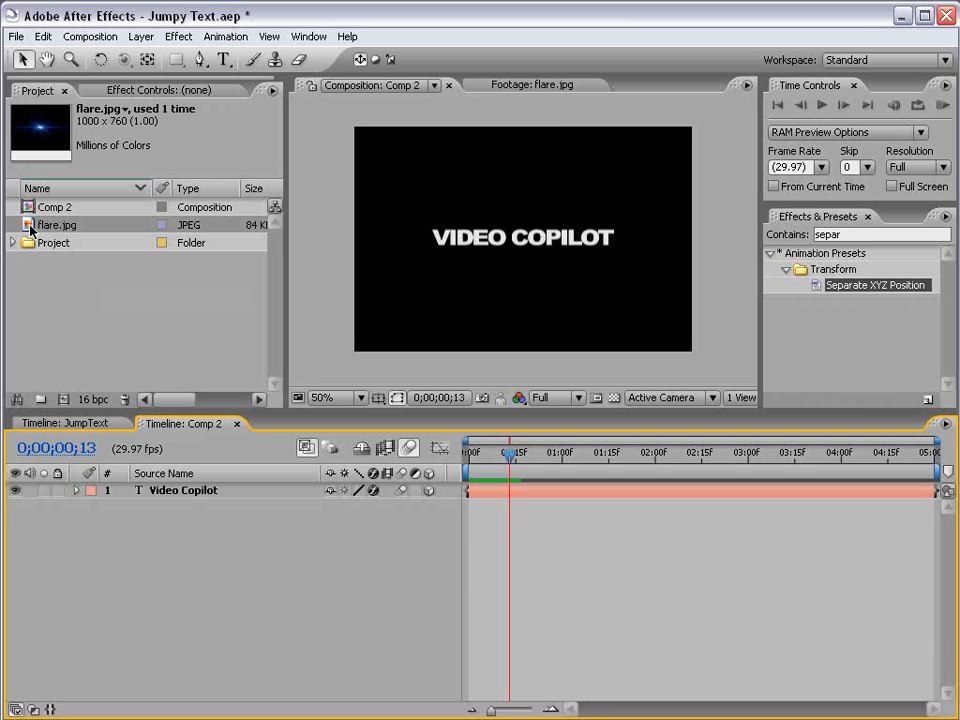 Adobe After Effects - Jumpy Text.aep *
File Edit Composition Layer Effect Animation View Window Help
Workspace: Standard
Project × Effect Controls: (none)
flare.jpg, used 1 time
1000 x 760 (1.00)
Millions of Colors
Name Type Size
Comp 2 Composition
flare.jpg JPEG 84 K
Project Folder
16 bpc
Composition: Comp 2 × Footage: flare.jpg
VIDEO COPILOT
50% 0;00;00;13 Full Active Camera 1 View
Time Controls ×
RAM Preview Options
Frame Rate Skip Resolution
(29.97) 0 Full
From Current Time Full Screen
Effects & Presets ×
Contains: separ
* Animation Presets
Transform
Separate XYZ Position
Timeline: JumpText Timeline: Comp 2 ×
0;00;00;13 (29.97 fps)
:00F 0:15F 01:00F 01:15F 02:00F 02:15F 03:00F 03:15F 04:00F 04:15F 05:00
# Source Name
1 T Video Copilot